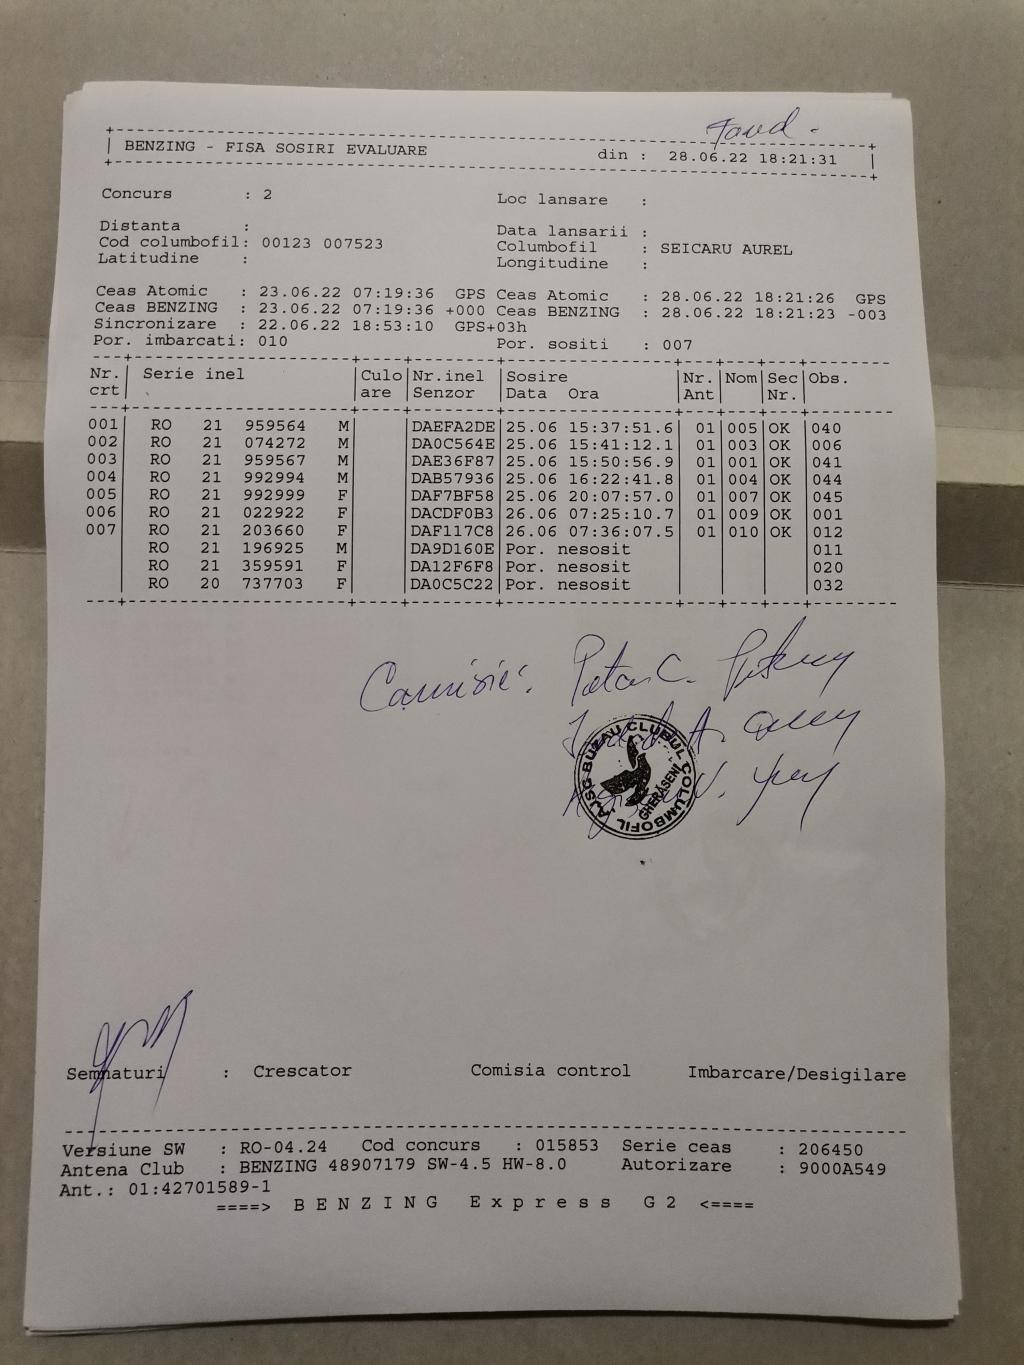 Fond -
BENZING - FISA SOSIRI EVALUARE din : 28.06.22 18:21:31
Concurs : 2 Loc lansare :
Distanta : Data lansarii :
Cod columbofil: 00123 007523 Columbofil : SEICARU AUREL
Latitudine : Longitudine :
Ceas Atomic : 23.06.22 07:19:36 GPS Ceas Atomic : 28.06.22 18:21:26 GPS
Ceas BENZING : 23.06.22 07:19:36 +000 Ceas BENZING : 28.06.22 18:21:23 -003
Sincronizare : 22.06.22 18:53:10 GPS+03h
Por. imbarcati: 010 Por. sositi : 007
Nr. Serie inel Culo Nr.inel Sosire Nr. Nom Sec Obs.
crt are Senzor Data Ora Ant Nr.
001 RO 21 959564 M DAEFA2DE 25.06 15:37:51.6 01 005 OK 040
002 RO 21 074272 M DA0C564E 25.06 15:41:12.1 01 003 OK 006
003 RO 21 959567 M DAE36F87 25.06 15:50:56.9 01 001 OK 041
004 RO 21 992994 M DAB57936 25.06 16:22:41.8 01 004 OK 044
005 RO 21 992999 F DAF7BF58 25.06 20:07:57.0 01 007 OK 045
006 RO 21 022922 F DACDF0B3 26.06 07:25:10.7 01 009 OK 001
007 RO 21 203660 F DAF117C8 26.06 07:36:07.5 01 010 OK 012
RO 21 196925 M DA9D160E Por. nesosit 011
RO 21 359591 F DA12F6F8 Por. nesosit 020
RO 20 737703 F DA0C5C22 Por. nesosit 032
Comisie:
AJSC BUZAU CLUBUL COLUMBOFIL
GHERĂSENI
Semnaturi : Crescator Comisia control Imbarcare/Desigilare
Versiune SW : RO-04.24 Cod concurs : 015853 Serie ceas : 206450
Antena Club : BENZING 48907179 SW-4.5 HW-8.0 Autorizare : 9000A549
Ant.: 01:42701589-1
====> B E N Z I N G E x p r e s s G 2 <====